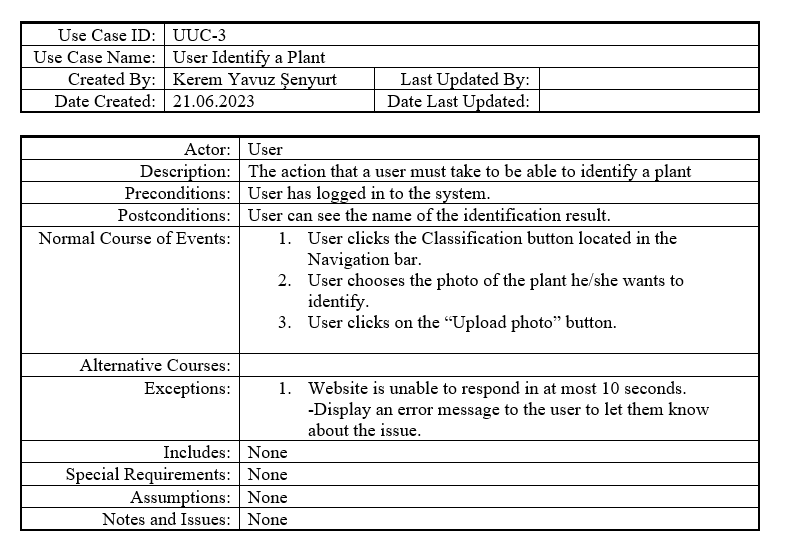 Use Case ID: UUC-3
Use Case Name: User Identify a Plant
Created By: Kerem Yavuz Şenyurt Last Updated By:
Date Created: 21.06.2023 Date Last Updated:
Actor: User
Description: The action that a user must take to be able to identify a plant
Preconditions: User has logged in to the system.
Postconditions: User can see the name of the identification result.
Normal Course of Events: 1. User clicks the Classification button located in the
Navigation bar.
2. User chooses the photo of the plant he/she wants to
identify.
3. User clicks on the “Upload photo” button.
Alternative Courses:
Exceptions: 1. Website is unable to respond in at most 10 seconds.
-Display an error message to the user to let them know
about the issue.
Includes: None
Special Requirements: None
Assumptions: None
Notes and Issues: None